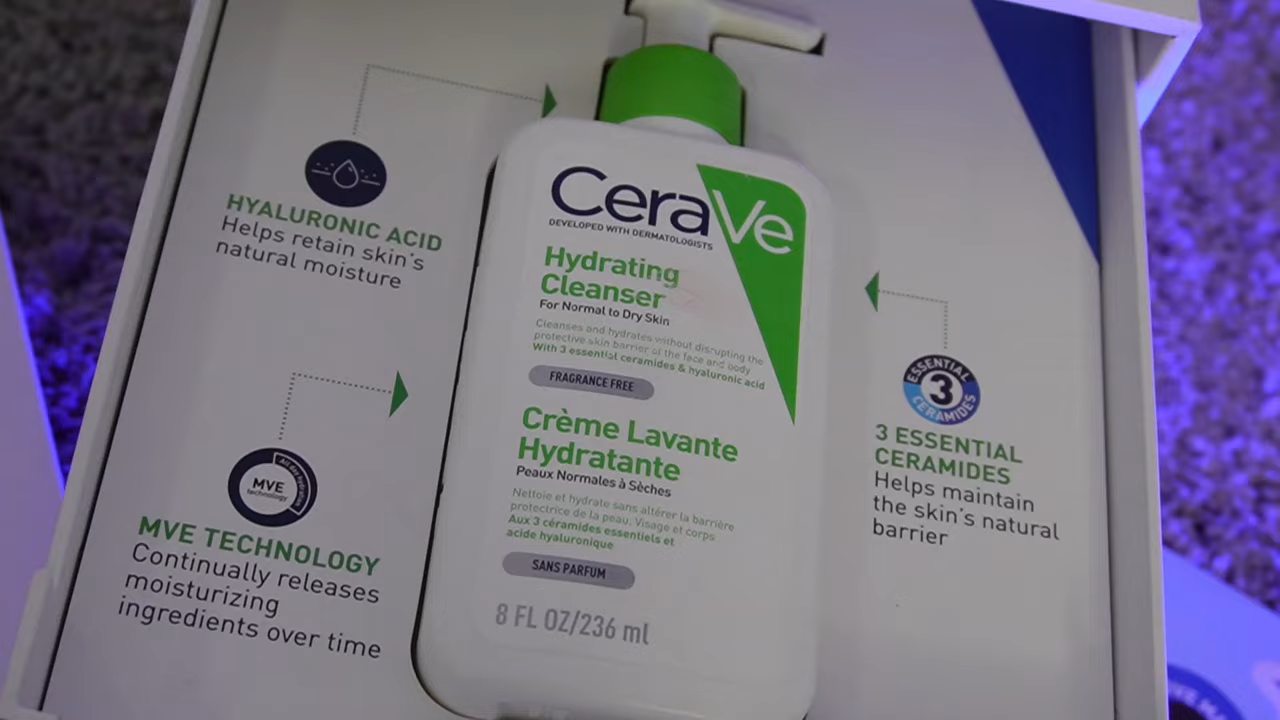 HYALURONIC ACID
Helps retain skin's
natural moisture
MVE
technology
MVE TECHNOLOGY
Continually releases
moisturizing
ingredients over time
CeraVe
DEVELOPED WITH DERMATOLOGISTS
Hydrating
Cleanser
For Normal to Dry Skin
Cleanses and hydrates without disrupting the
protective skin barrier of the face and body
With 3 essential ceramides & hyaluronic acid
FRAGRANCE FREE
Crème Lavante
Hydratante
Peaux Normales à Sèches
Nettoie et hydrate sans altérer la barrière
protectrice de la peau. Visage et corps
Aux 3 céramides essentiels et
acide hyaluronique
SANS PARFUM
8 FL OZ/236 ml
ESSENTIAL
3
CERAMIDES
3 ESSENTIAL
CERAMIDES
Helps maintain
the skin's natural
barrier